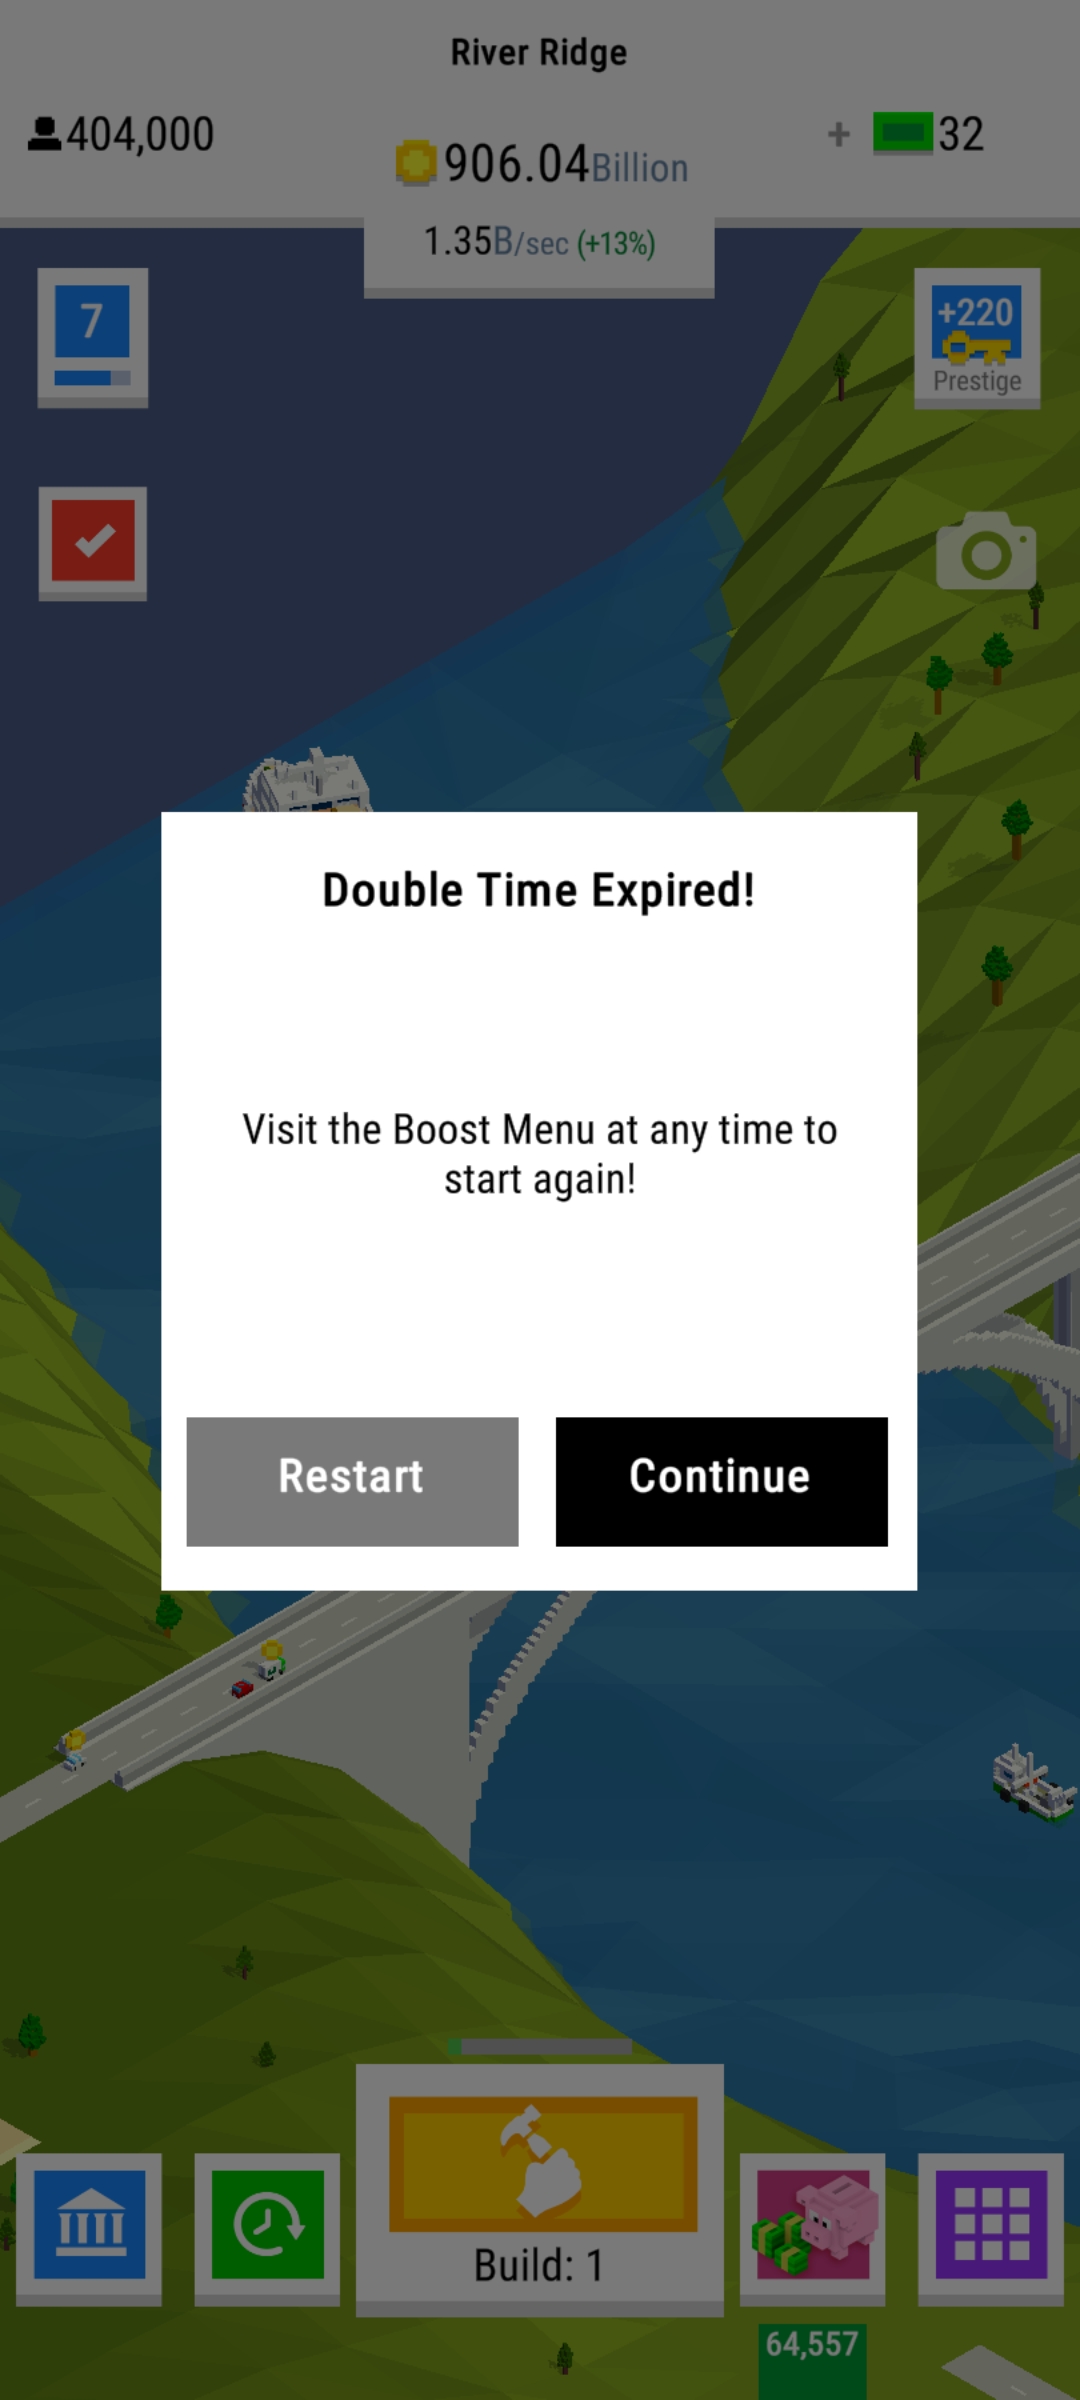 River Ridge
404,000
906.04Billion
+ 32
1.35B/sec (+13%)
7
+220
Prestige
Double Time Expired!
Visit the Boost Menu at any time to
start again!
Restart
Continue
Build: 1
64,557